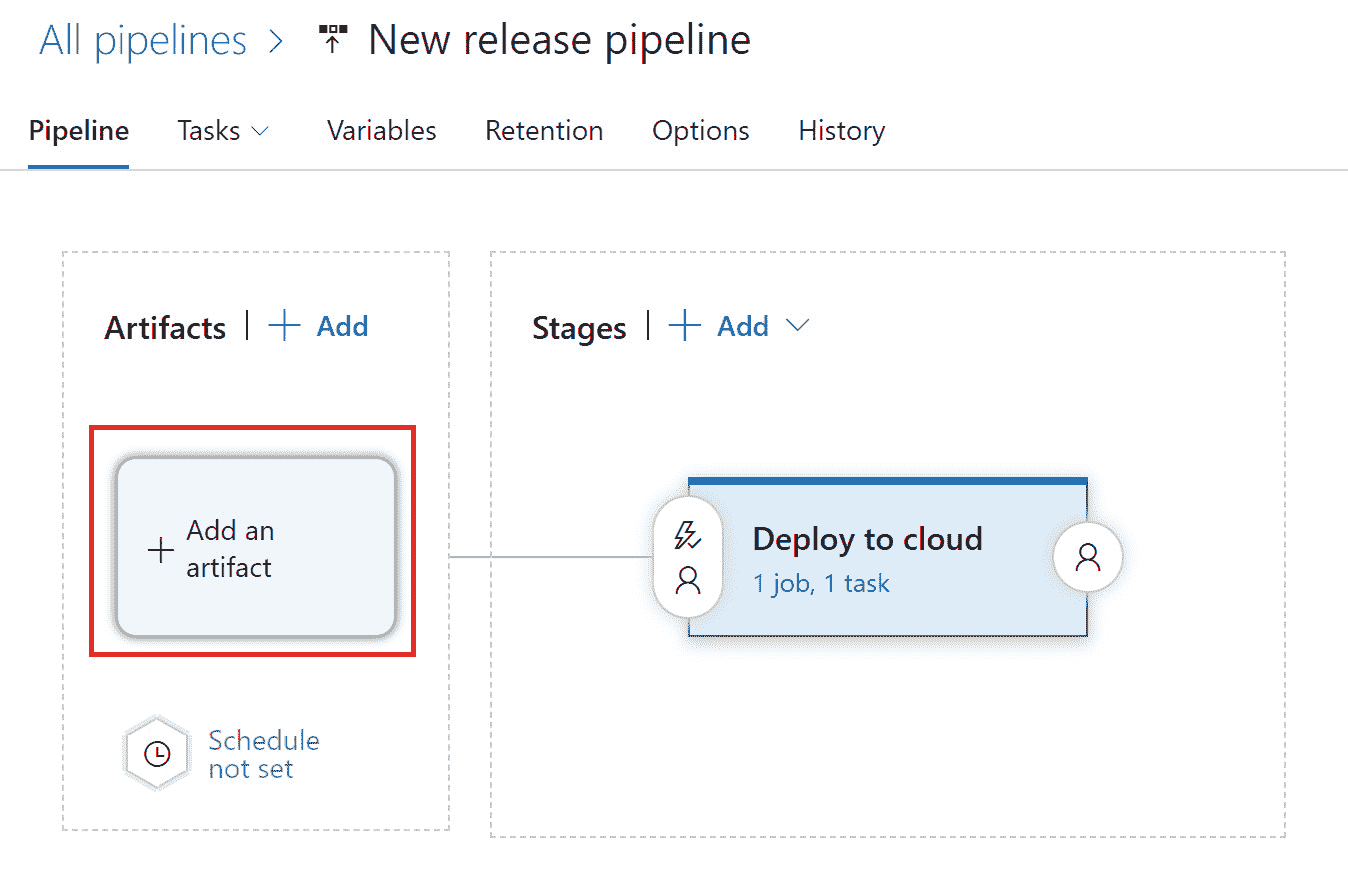 All pipelines > New release pipeline
Pipeline Tasks Variables Retention Options History
Artifacts | + Add
Stages | + Add
+ Add an
artifact
Deploy to cloud
1 job, 1 task
Schedule
not set